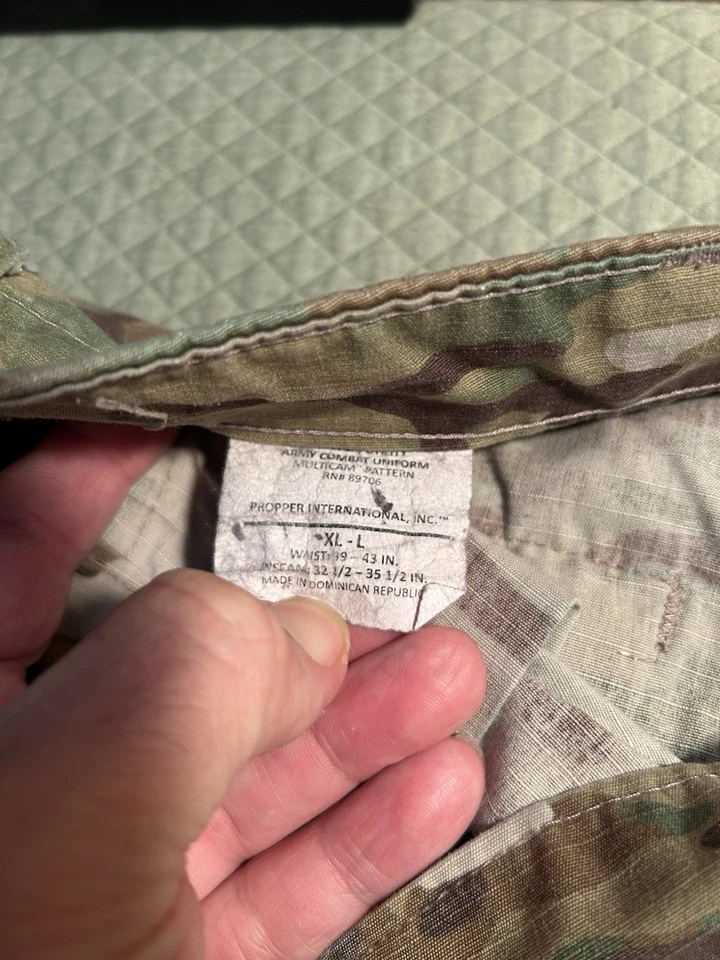 ARMY COMBAT UNIFORM
MULTICAM PATTERN
RN# 89706
PROPPER INTERNATIONAL, INC.™
XL - L
WAIST: 39 - 43 IN.
INSEAM: 32 1/2 - 35 1/2 IN.
MADE IN DOMINICAN REPUBLIC